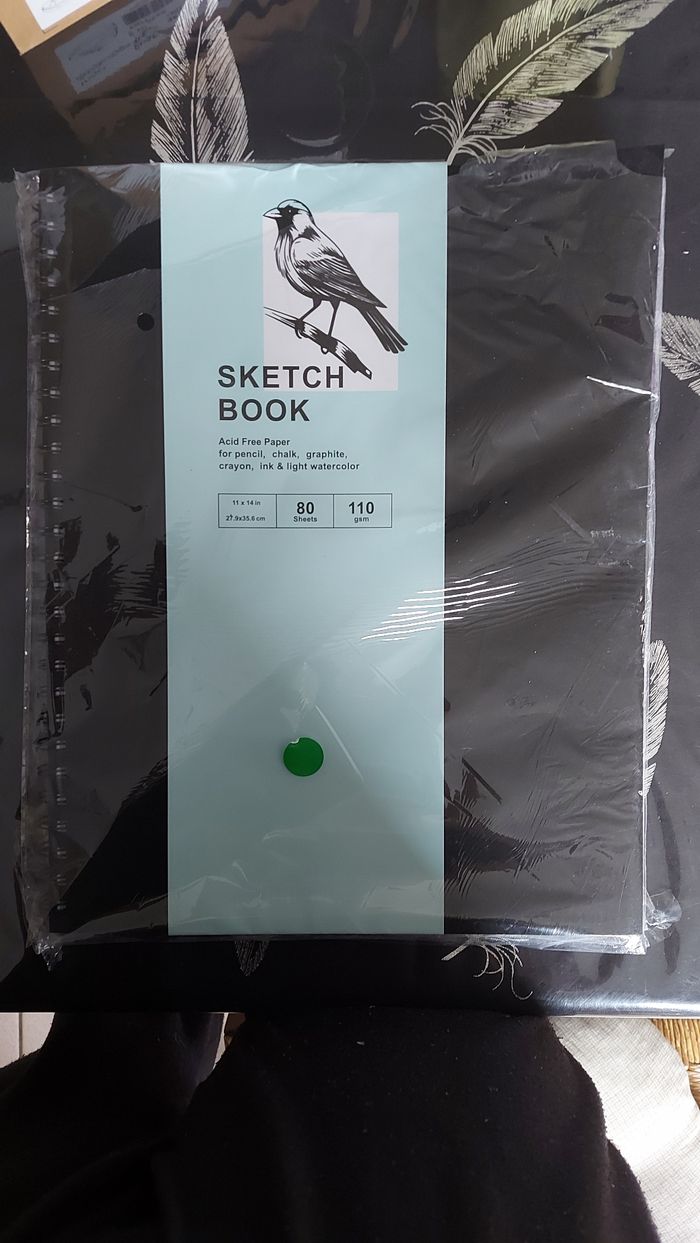 SKETCH
BOOK
Acid Free Paper
for pencil, chalk, graphite,
crayon, ink & light watercolor
11 x 14 in
27.9x35.6 cm
80
Sheets
110
gsm